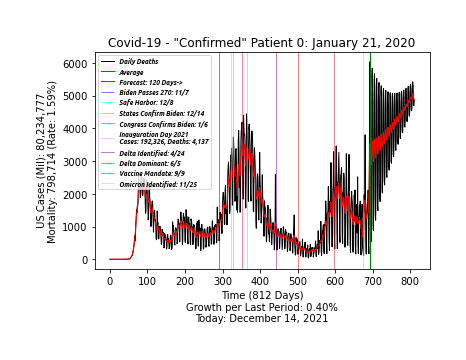 Covid-19 - "Confirmed" Patient 0: January 21, 2020
US Cases (Mil): 80,234,777
Mortality: 798,714 (Rate: 1.59%)
6000
5000
4000
3000
2000
1000
0
Daily Deaths
Average
Forecast: 120 Days->
Biden Passes 270: 11/7
Safe Harbor: 12/8
States Confirm Biden: 12/14
Congress Confirms Biden: 1/6
Inauguration Day 2021
Cases: 192,326, Deaths: 4,137
Delta Identified: 4/24
Delta Dominant: 6/5
Vaccine Mandate: 9/9
Omicron Identified: 11/25
0 100 200 300 400 500 600 700 800
Time (812 Days)
Growth per Last Period: 0.40%
Today: December 14, 2021